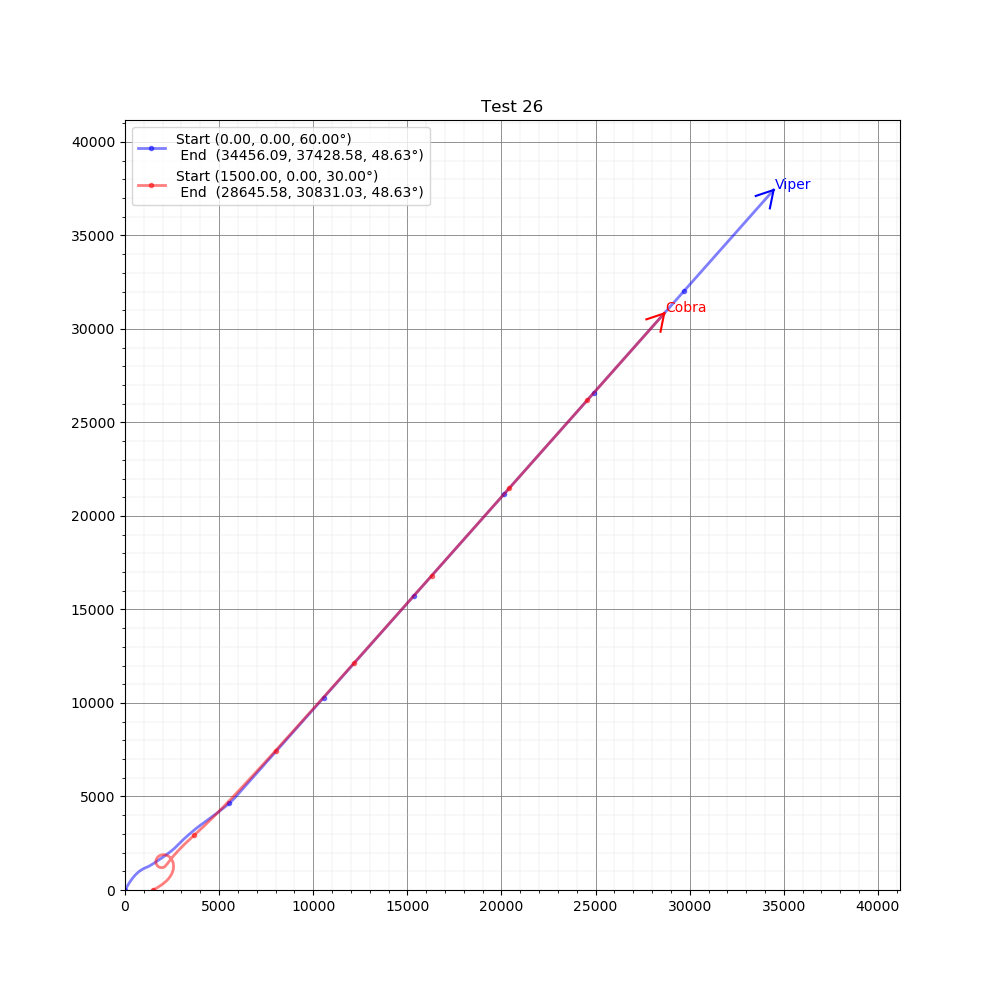 Test 26
Start (0.00, 0.00, 60.00°)
End (34456.09, 37428.58, 48.63°)
Start (1500.00, 0.00, 30.00°)
End (28645.58, 30831.03, 48.63°)
Viper
Cobra
40000
35000
30000
25000
20000
15000
10000
5000
0
0 5000 10000 15000 20000 25000 30000 35000 40000